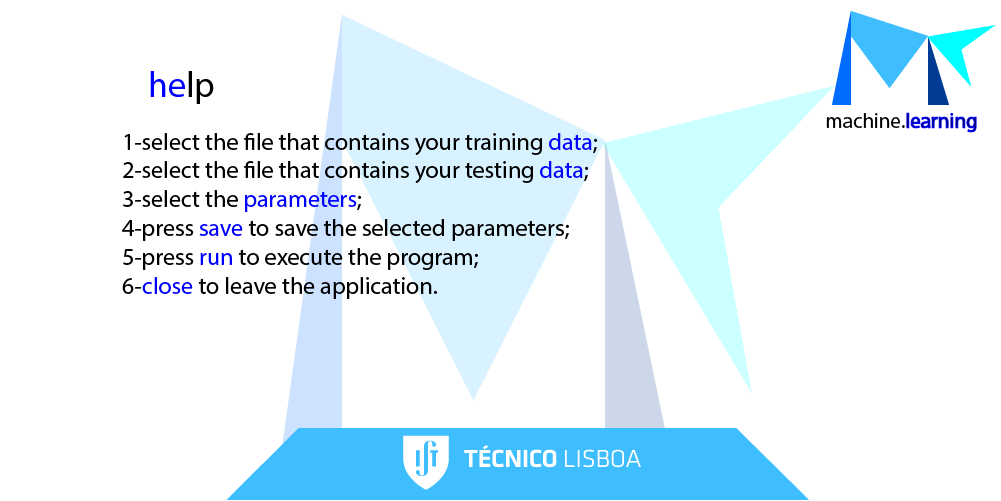 help
machine.learning
1-select the file that contains your training data;
2-select the file that contains your testing data;
3-select the parameters;
4-press save to save the selected parameters;
5-press run to execute the program;
6-close to leave the application.
TÉCNICO LISBOA